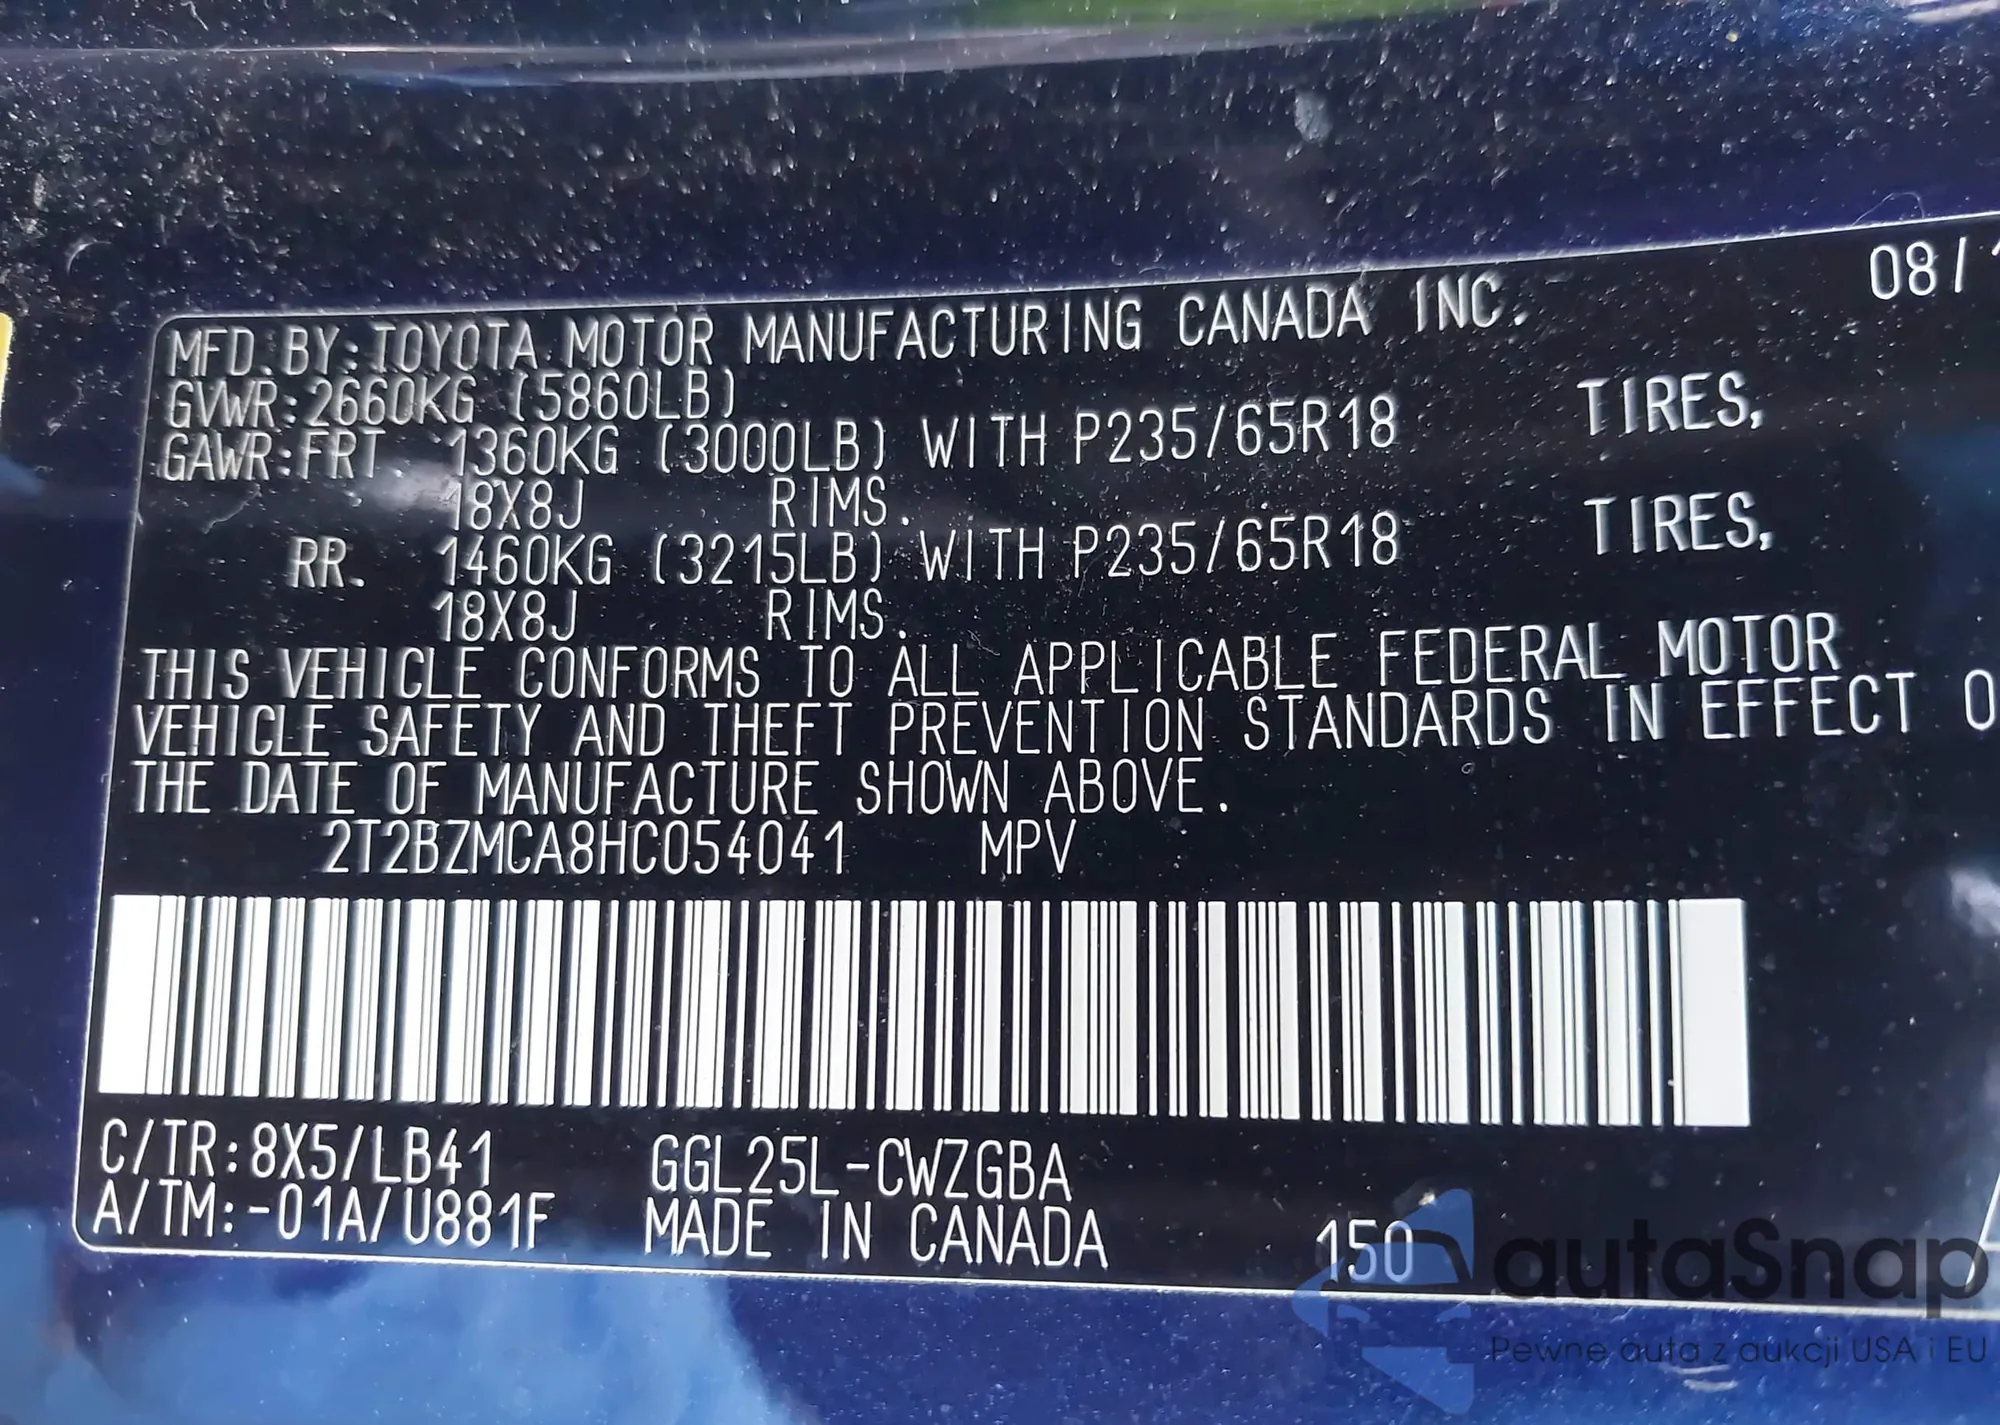 08/1
MFD. BY: TOYOTA MOTOR MANUFACTURING CANADA INC.
GVWR: 2660KG (5860LB)
GAWR: FRT. 1360KG (3000LB) WITH P235/65R18 TIRES,
18X8J RIMS.
RR. 1460KG (3215LB) WITH P235/65R18 TIRES,
18X8J RIMS.
THIS VEHICLE CONFORMS TO ALL APPLICABLE FEDERAL MOTOR
VEHICLE SAFETY AND THEFT PREVENTION STANDARDS IN EFFECT O
THE DATE OF MANUFACTURE SHOWN ABOVE.
2T2BZMCA8HC054041 MPV
C/TR: 8X5/LB41 GGL25L-CWZGBA
A/TM: -01A/U881F MADE IN CANADA 150
autaSnap
Pewne auta z aukcji USA i EU